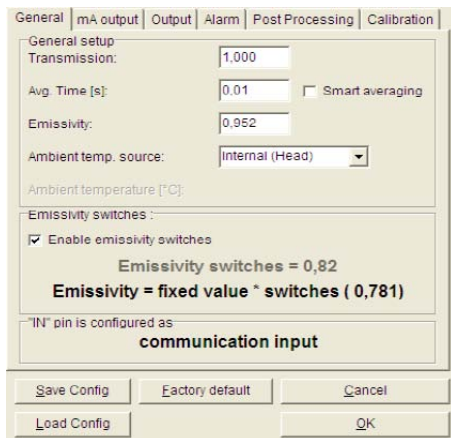 General mA output Output Alarm Post Processing Calibration
General setup
Transmission: 1,000
Avg. Time [s]: 0,01 Smart averaging
Emissivity: 0,952
Ambient temp. source: Internal (Head)
Ambient temperature [°C]:
Emissivity switches :
Enable emissivity switches
Emissivity switches = 0,82
Emissivity = fixed value * switches ( 0,781)
"IN" pin is configured as
communication input
Save Config Factory default Cancel
Load Config OK